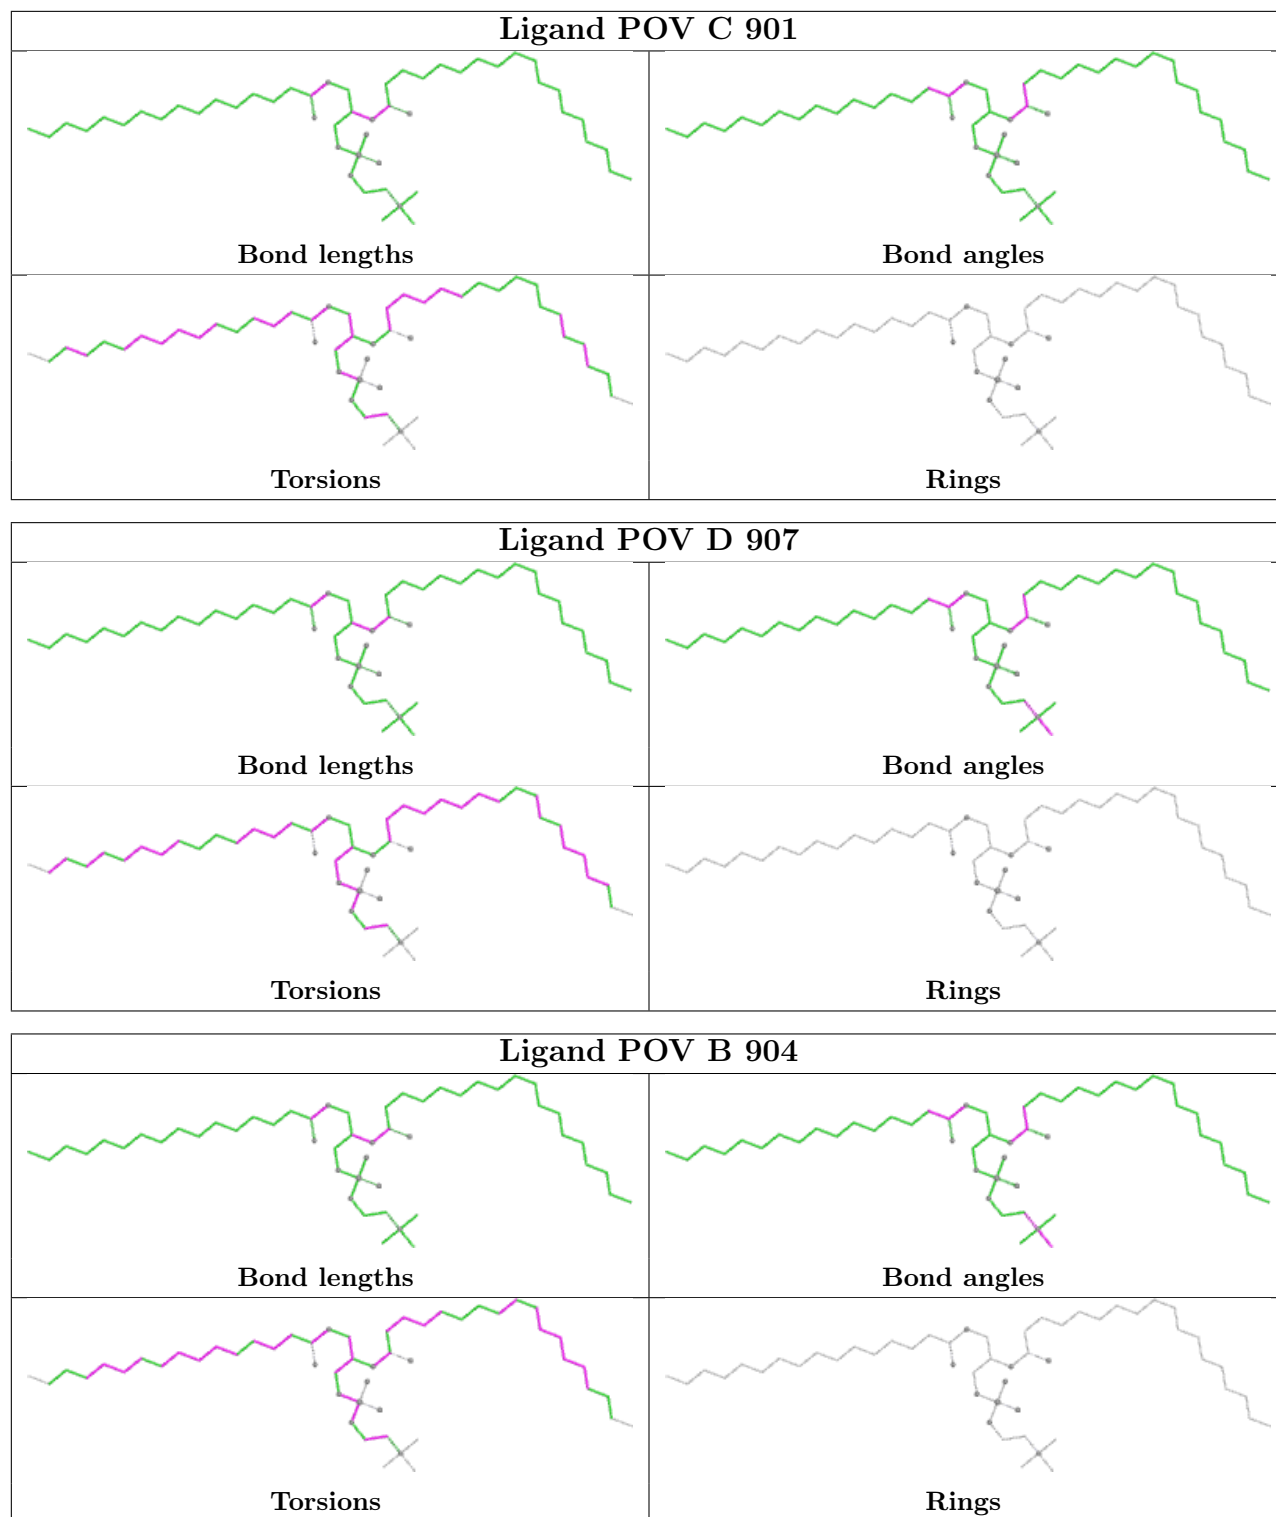 Ligand POV C 901
Bond lengths
Bond angles
Torsions
Rings
Ligand POV D 907
Bond lengths
Bond angles
Torsions
Rings
Ligand POV B 904
Bond lengths
Bond angles
Torsions
Rings